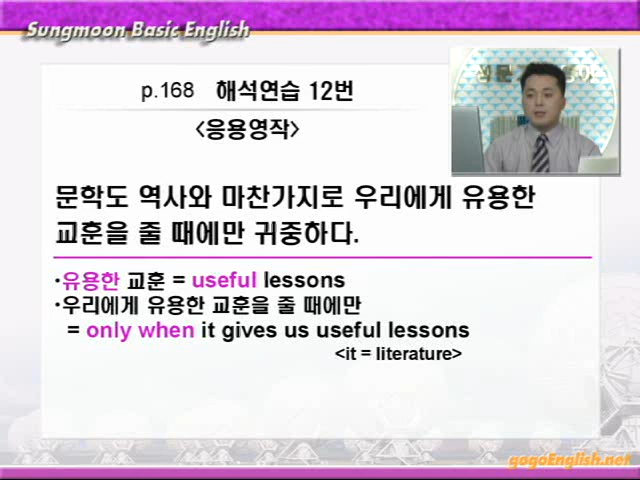 Sungmoon Basic English
p.168 해석연습 12번
<응용영작>
문학도 역사와 마찬가지로 우리에게 유용한
교훈을 줄 때에만 귀중하다.
·유용한 교훈 = useful lessons
·우리에게 유용한 교훈을 줄 때에만
= only when it gives us useful lessons
<it = literature>
gogoEnglish.net